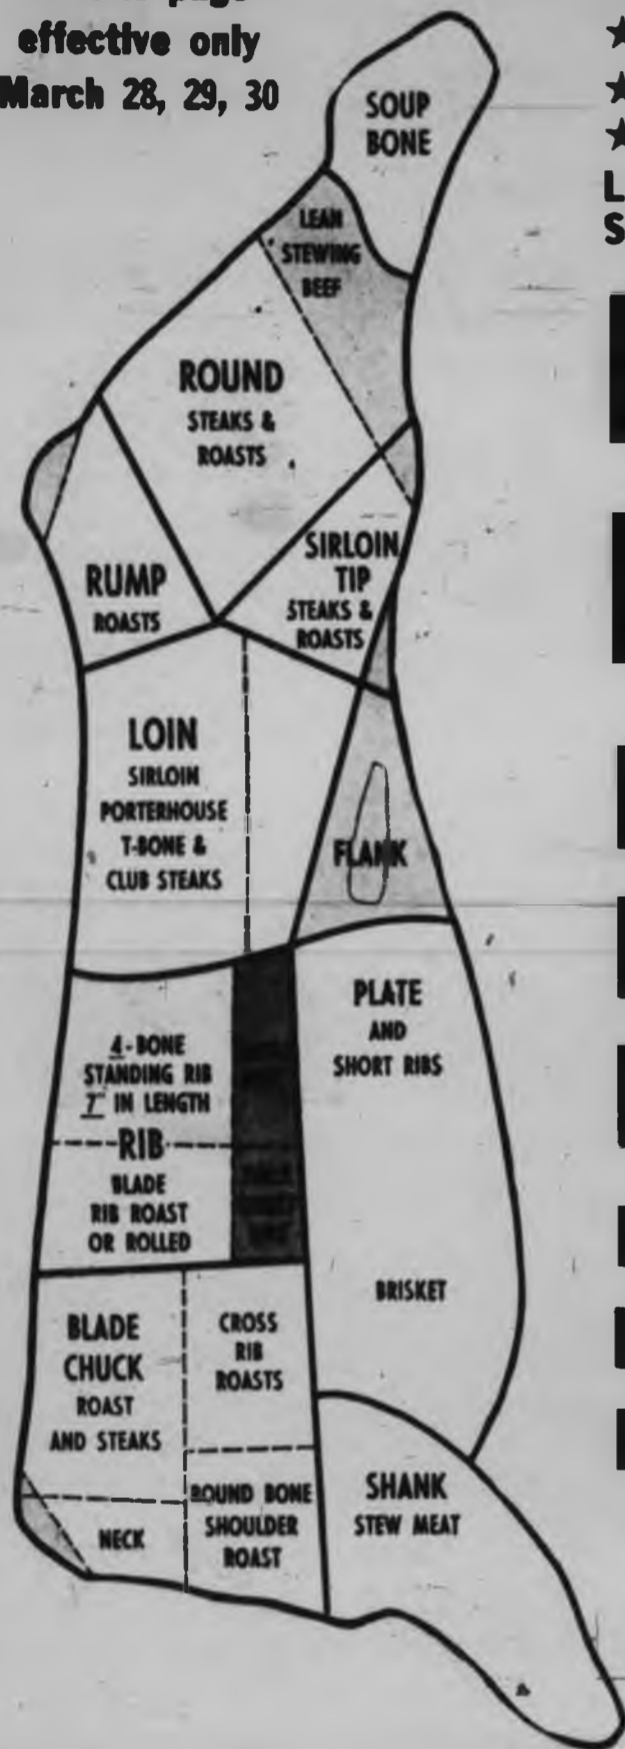 effective only
March 28, 29, 30
L
S
SOUP
BONE
LEAN
STEWING
BEEF
ROUND
STEAKS &
ROASTS
SIRLOIN
TIP
STEAKS &
ROASTS
RUMP
ROASTS
LOIN
SIRLOIN
PORTERHOUSE
T-BONE &
CLUB STEAKS
FLANK
PLATE
AND
SHORT RIBS
4-BONE
STANDING RIB
7" IN LENGTH
RIB
BLADE
RIB ROAST
OR ROLLED
BRISKET
BLADE
CHUCK
ROAST
AND STEAKS
CROSS
RIB
ROASTS
NECK
ROUND BONE
SHOULDER
ROAST
SHANK
STEW MEAT